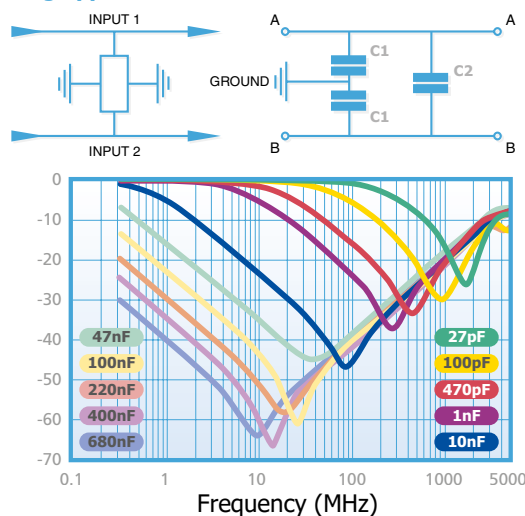 INPUT 1
INPUT 2
A A
C1
C2
GROUND
C1
B B
0
-10
-20
-30
-40
-50
-60
-70
47nF
100nF
220nF
400nF
680nF
27pF
100pF
470pF
1nF
10nF
0.1 1 10 100 1000 5000
Frequency (MHz)